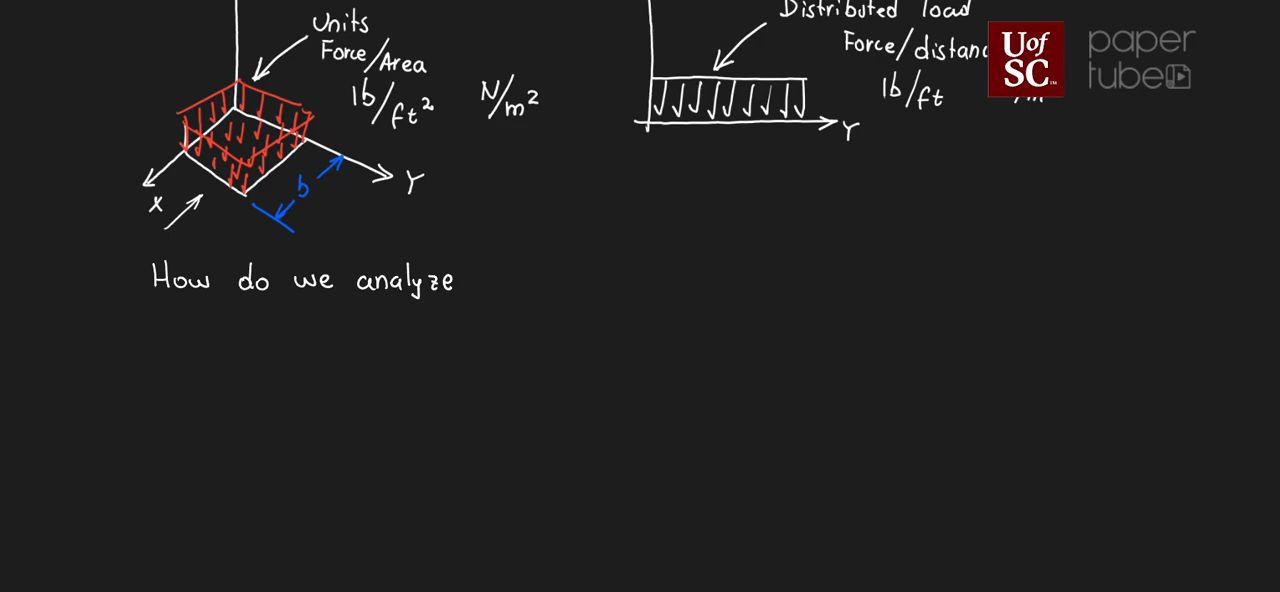 Units
Force/Area
lb/ft²
N/m²
X
Y
b
Distributed load
Force/distanc
lb/ft
/m
Y
How do we analyze
U of SC™
paper tube